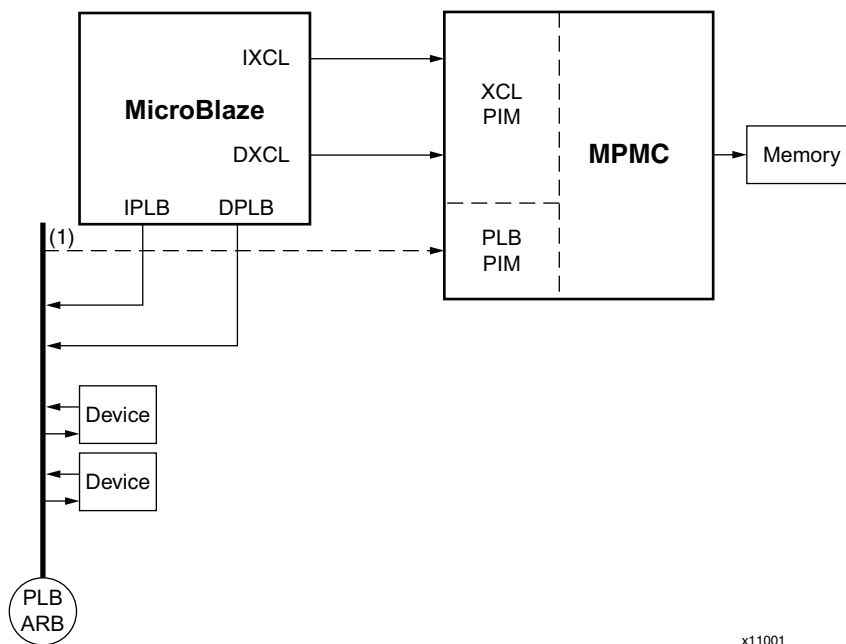 IXCL
MicroBlaze
DXCL
IPLB DPLB
XCL
PIM
MPMC
PLB
PIM
Memory
(1)
Device
Device
PLB
ARB
x11001